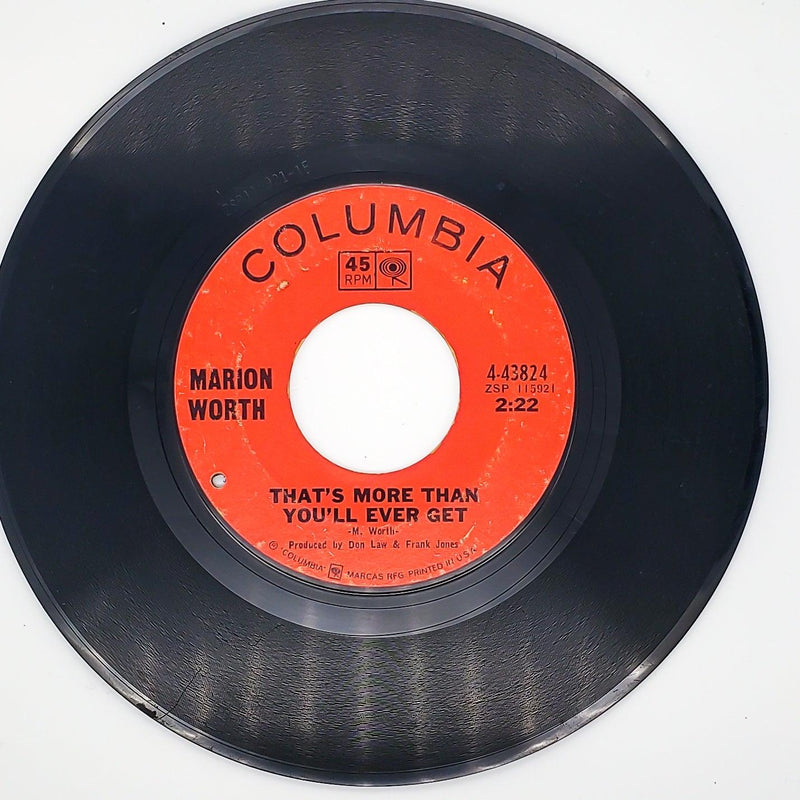 COLUMBIA
45
RPM
MARION
WORTH
4-43824
ZSP 115921
2:22
THAT'S MORE THAN
YOU'LL EVER GET
-M. Worth-
Produced by Don Law & Frank Jones
℗ "COLUMBIA" MARCAS REG. PRINTED IN U.S.A.